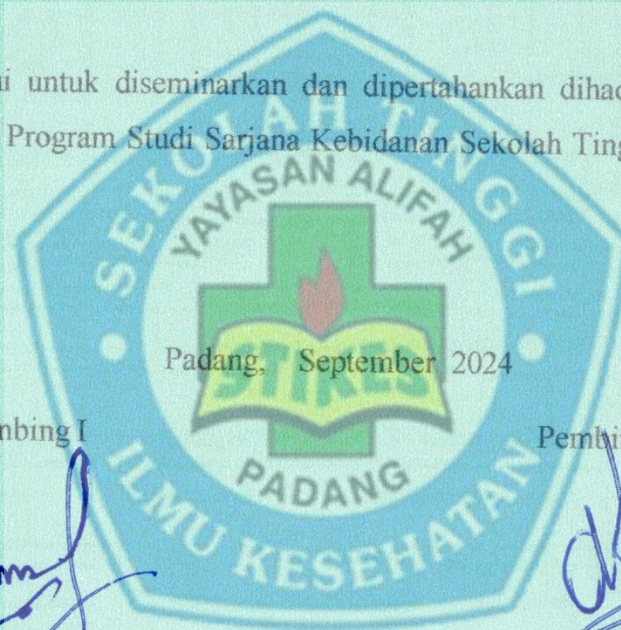 untuk diseminarkan dan dipertahankan
Program Studi Sarjana Kebidanan Sekolah
SEKOLAH TINGGI
YAYASAN ALIFAH
Padang, September 2024
STIKES
I
PADANG
ILMU KESEHATAN